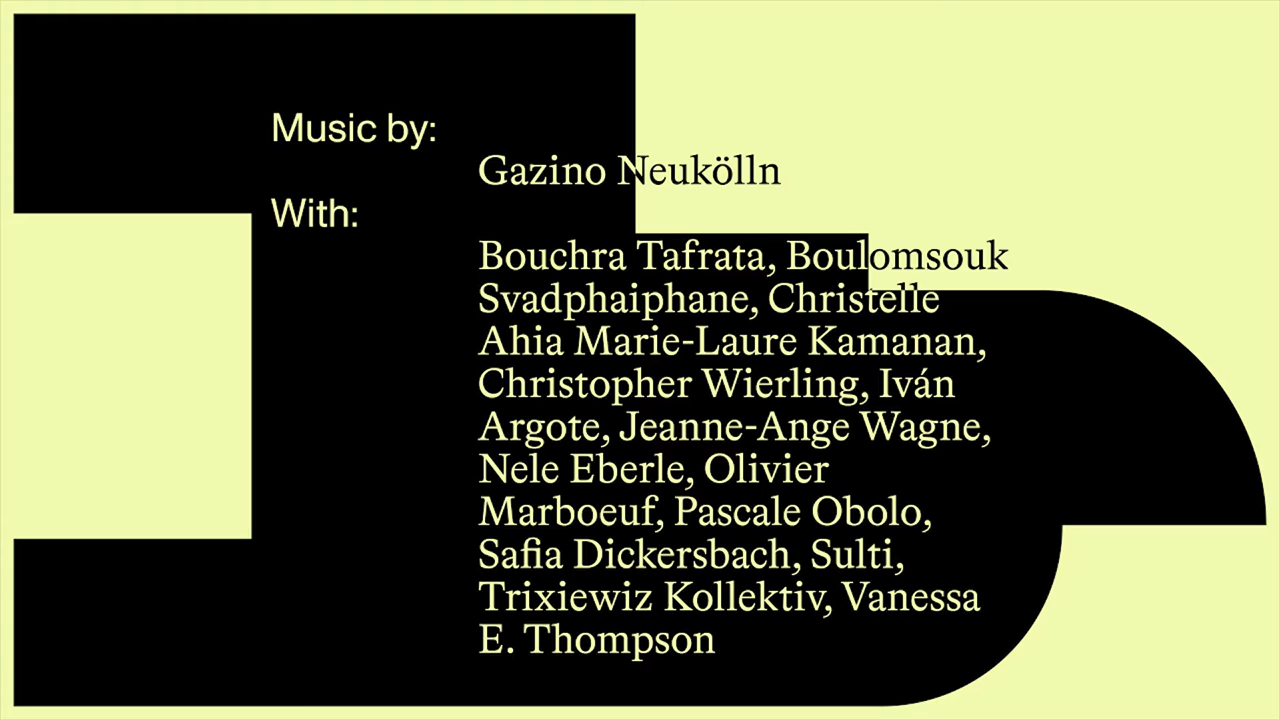 Music by:
Gazino Neukölln
With:
Bouchra Tafrata, Boulomsouk
Svadphaiphane, Christelle
Ahia Marie-Laure Kamanan,
Christopher Wierling, Iván
Argote, Jeanne-Ange Wagne,
Nele Eberle, Olivier
Marboeuf, Pascale Obolo,
Safia Dickersbach, Sulti,
Trixiewiz Kollektiv, Vanessa
E. Thompson